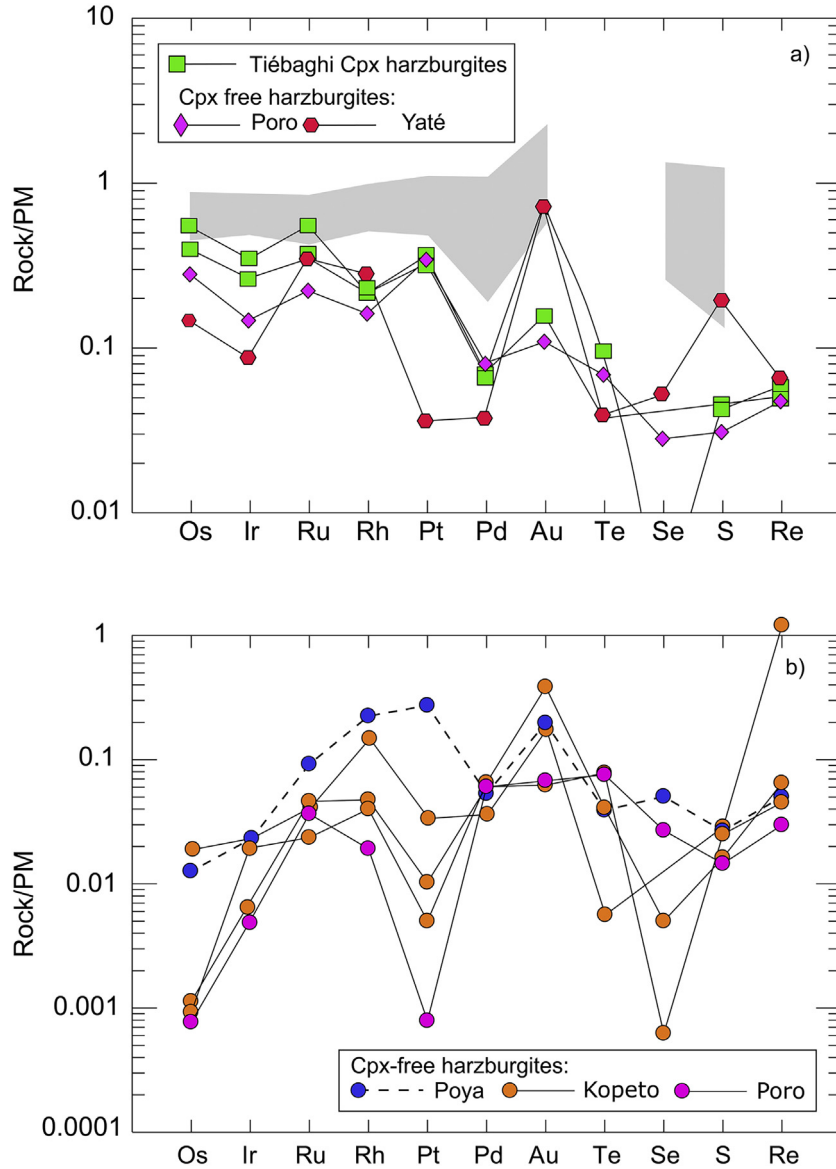 10
a)
Tiébaghi Cpx harzburgites
Cpx free harzburgites:
Poro Yaté
1
Rock/PM
0.1
0.01
Os Ir Ru Rh Pt Pd Au Te Se S Re
1
b)
0.1
Rock/PM
0.01
0.001
Cpx-free harzburgites:
Poya Kopeto Poro
0.0001
Os Ir Ru Rh Pt Pd Au Te Se S Re